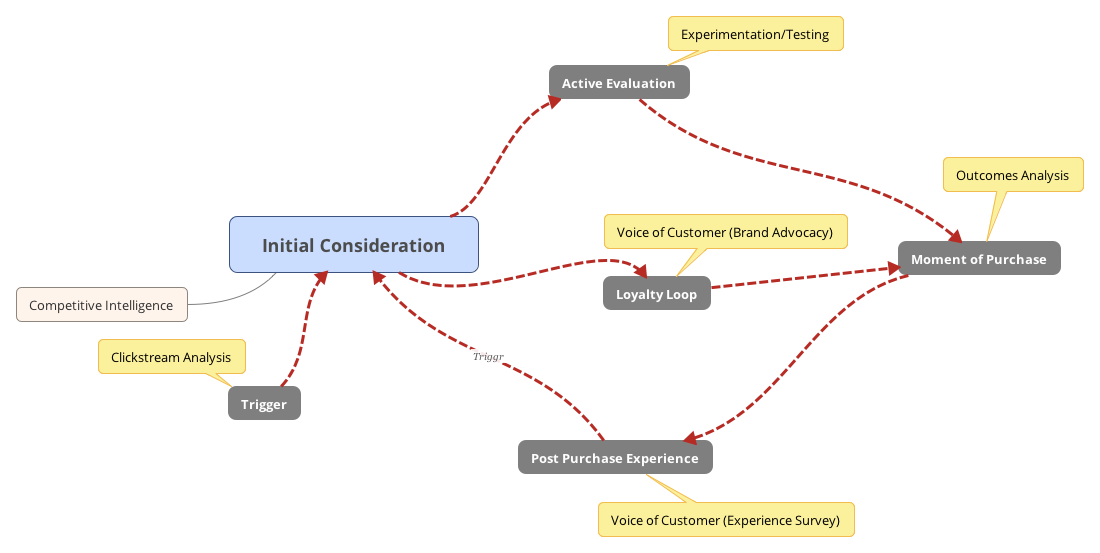 Experimentation/Testing
Active Evaluation
Outcomes Analysis
Voice of Customer (Brand Advocacy)
Initial Consideration
Moment of Purchase
Loyalty Loop
Competitive Intelligence
Clickstream Analysis
Triggr
Trigger
Post Purchase Experience
Voice of Customer (Experience Survey)